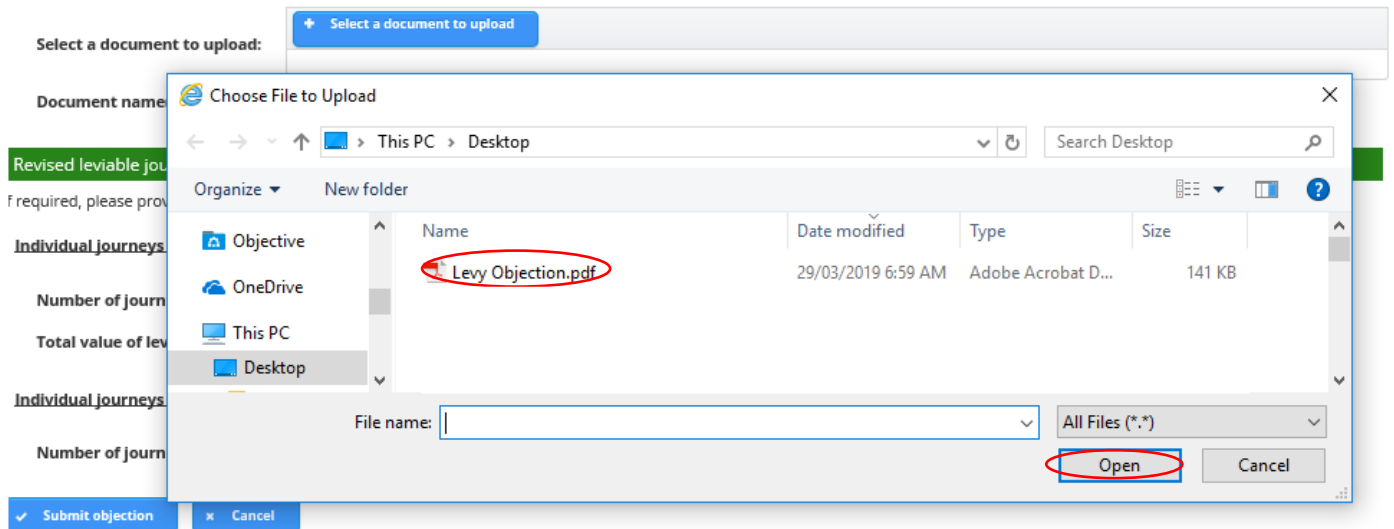 Select a document to upload
Select a document to upload:
Document name
Choose File to Upload
This PC > Desktop
Search Desktop
Revised leviable jou
f required, please prov
Organize
New folder
Individual journeys
Number of journ
Total value of lev
Individual journeys
Number of journ
Objective
OneDrive
This PC
Desktop
Name Date modified Type Size
Levy Objection.pdf 29/03/2019 6:59 AM Adobe Acrobat D... 141 KB
File name:
All Files (*.*)
Open
Cancel
Submit objection
Cancel